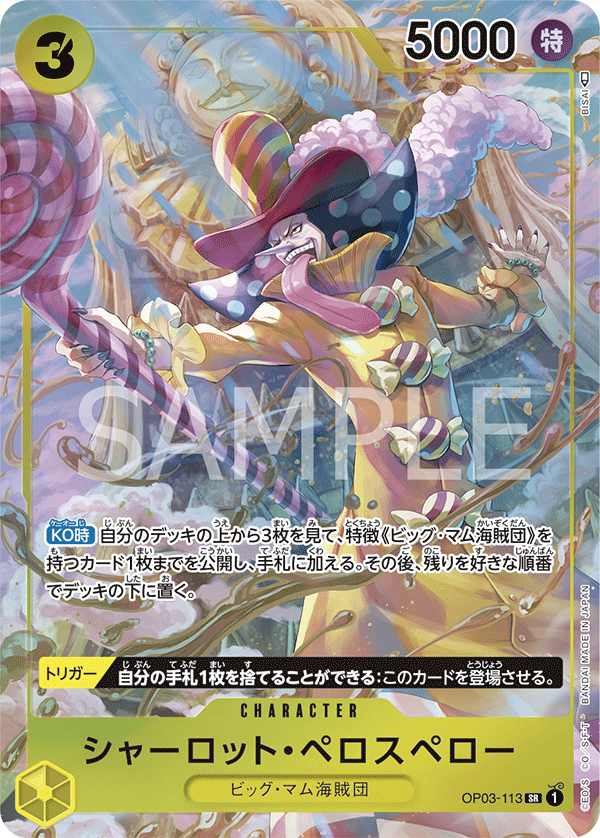 3
5000 特
BISAI
SAMPLE
KO時 自分のデッキの上から3枚を見て、特徴《ビッグ・マム海賊団》を
持つカード1枚までを公開し、手札に加える。その後、残りを好きな順番
でデッキの下に置く。
トリガー 自分の手札1枚を捨てることができる:このカードを登場させる。
CHARACTER
シャーロット・ペロスペロー
ビッグ・マム海賊団
OP03-113 SR 1
©E.O/S. ©O/S.F.T BANDAI MADE IN JAPAN